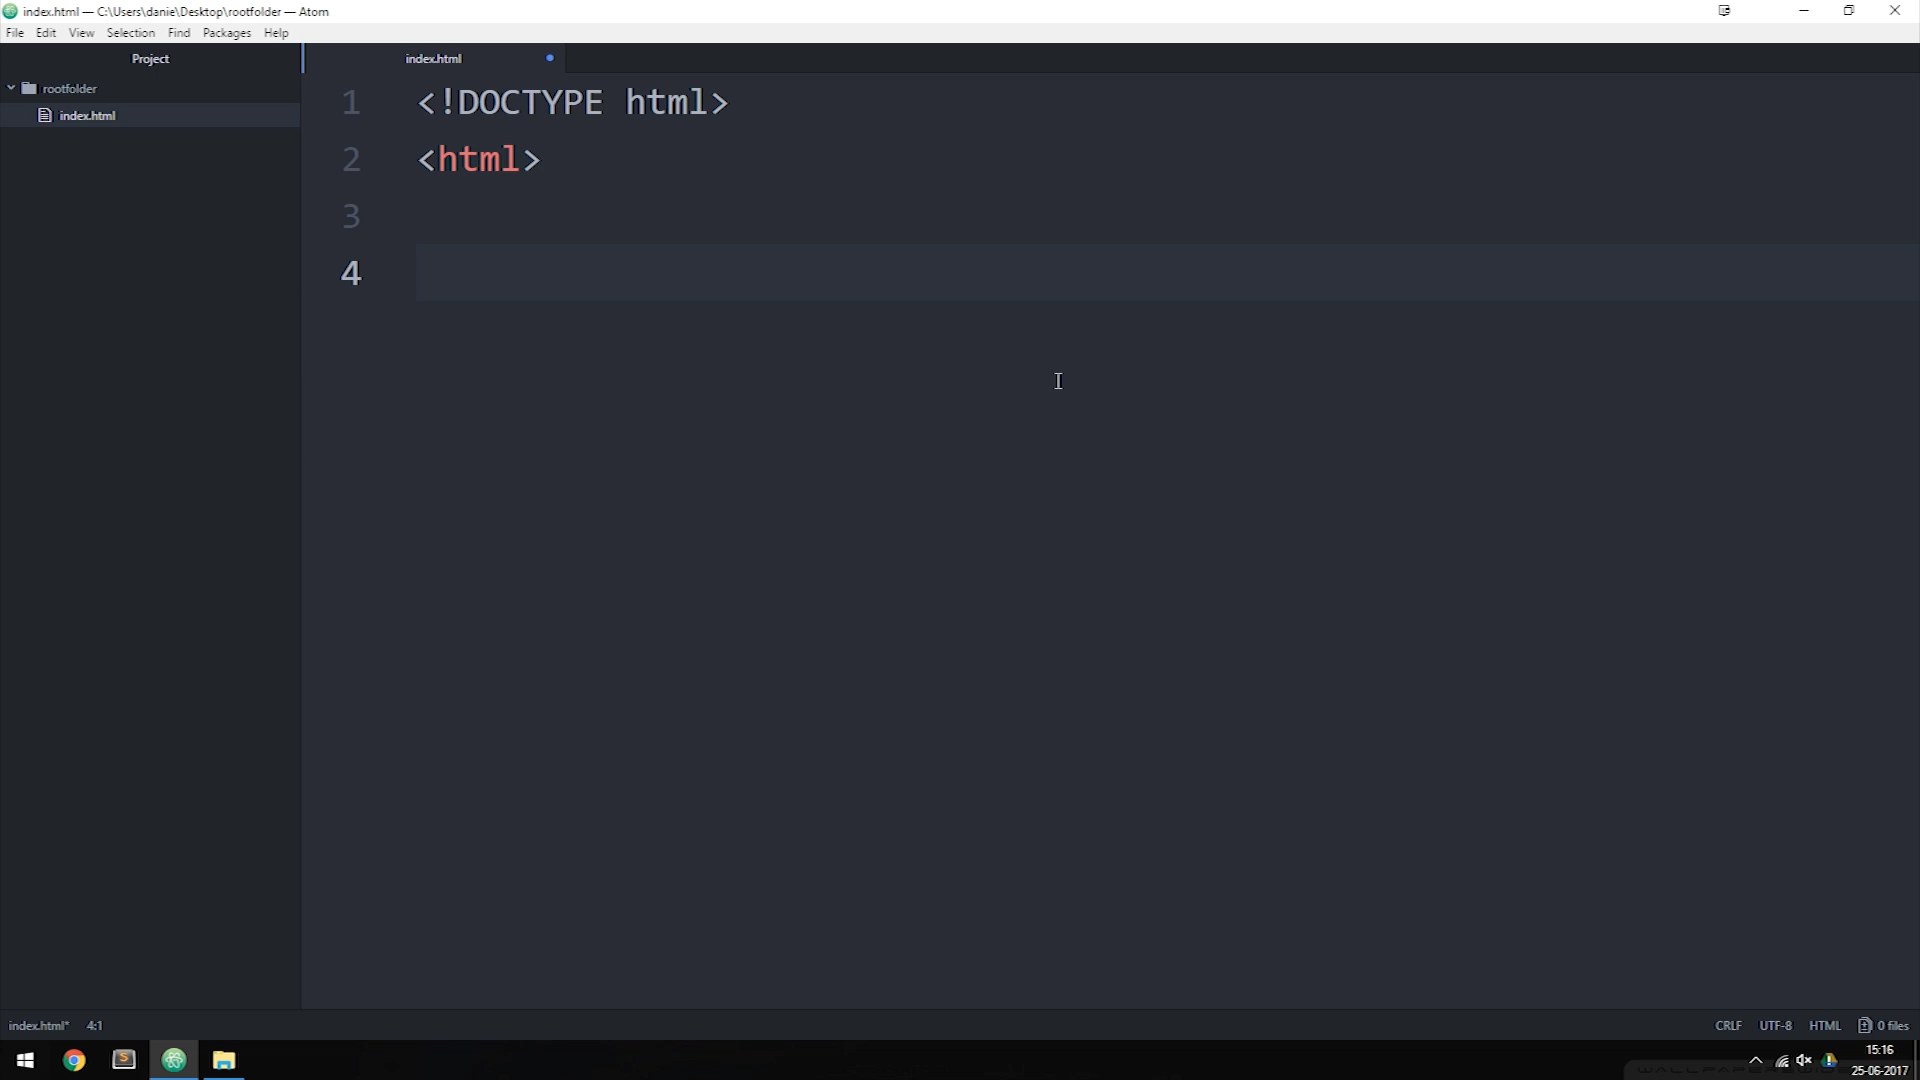 index.html — C:\Users\danie\Desktop\rootfolder — Atom
File Edit View Selection Find Packages Help
Project
index.html
rootfolder
index.html
1 <!DOCTYPE html>
2 <html>
3
4
index.html* 4:1
CRLF UTF-8 HTML 0 files
15:16
25-06-2017